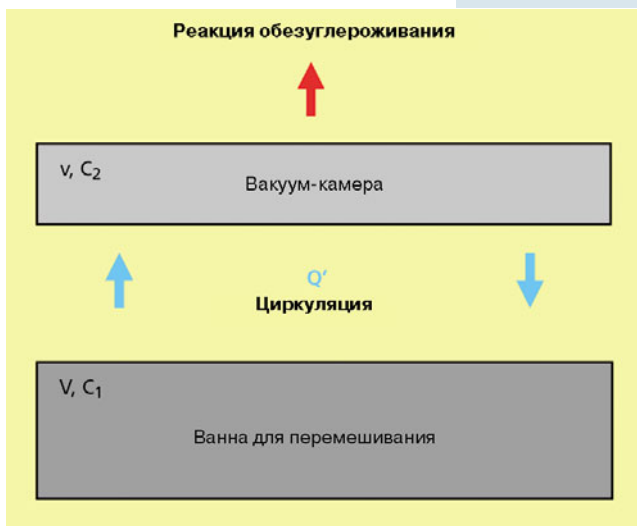 Реакция обезуглероживания
v, C₂
Вакуум-камера
Q′
Циркуляция
V, C₁
Ванна для перемешивания